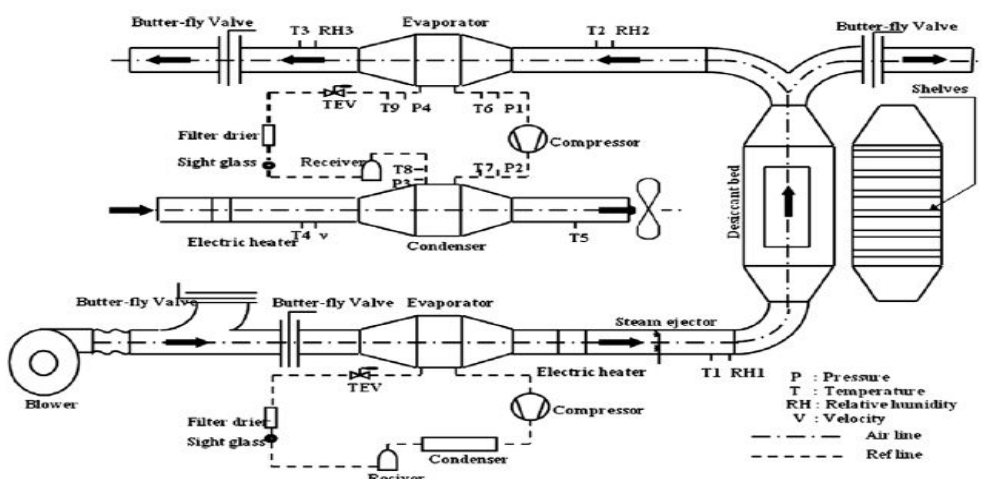 Butter-fly Valve
T3 RH3
Evaporator
T2 RH2
Butter-fly Valve
TEV
T9 P4
T6 P1
Shelves
Filter drier
Compressor
Sight glass
Receiver
T8
P3
T7 P2
Desiccant bed
Electric heater
T4 v
Condenser
T5
Butter-fly Valve
Butter-fly Valve
Evaporator
Steam ejector
Blower
TEV
Electric heater
T1 RH1
Compressor
Filter drier
Sight glass
Condenser
Resiver
P : Pressure
T : Temperature
RH : Relative humidity
V : Velocity
Air line
Ref line